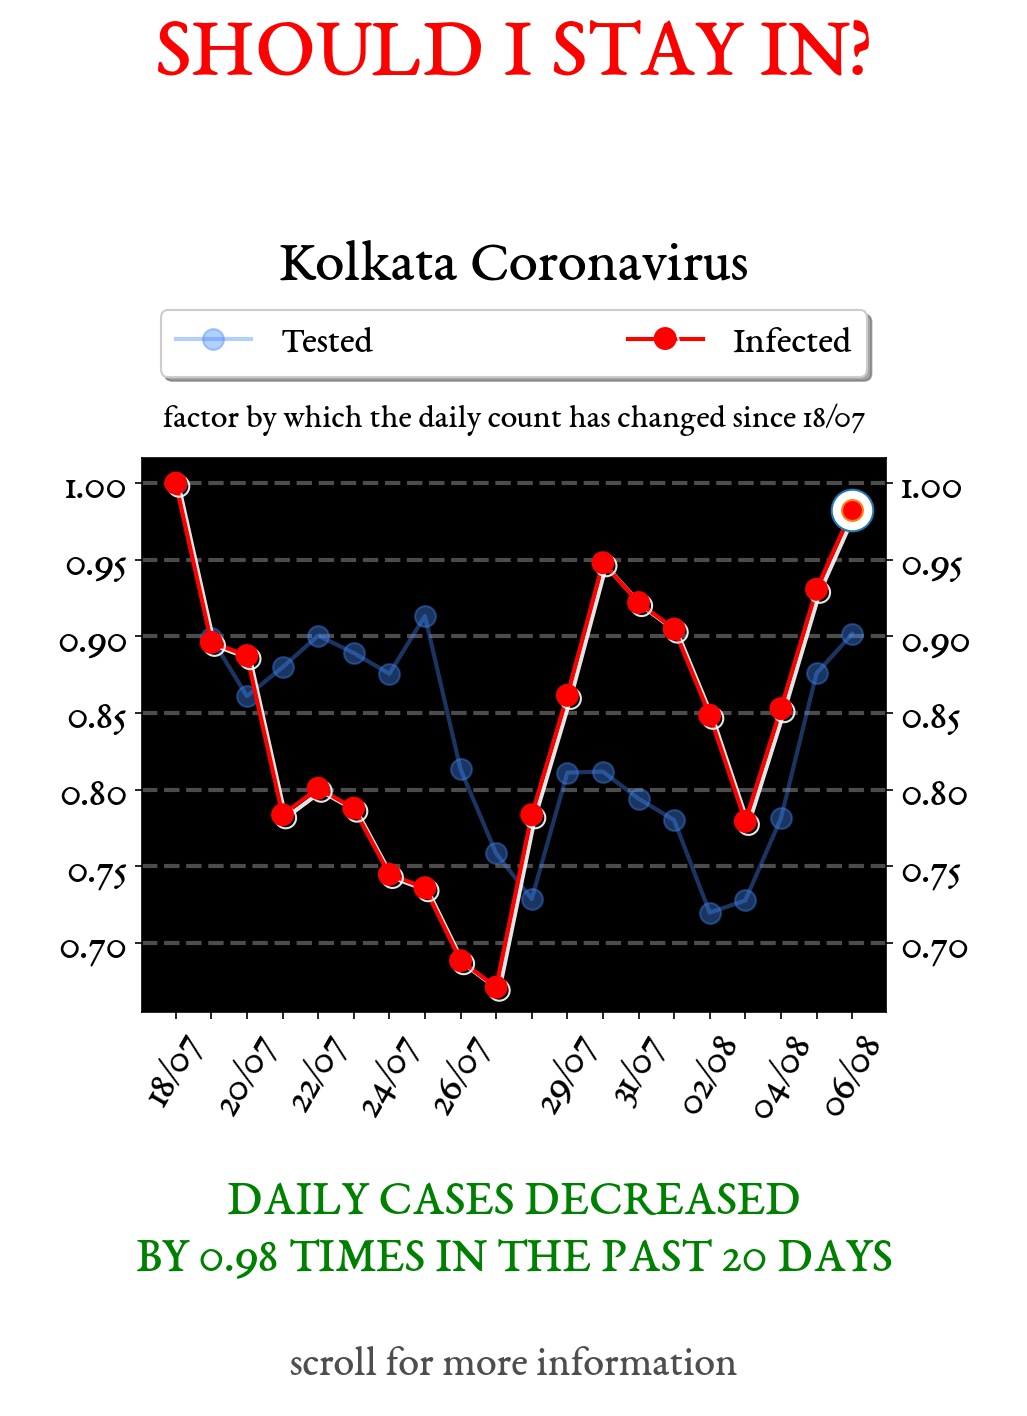 SHOULD I STAY IN?
Kolkata Coronavirus
Tested Infected
factor by which the daily count has changed since 18/07
1.00 1.00
0.95 0.95
0.90 0.90
0.85 0.85
0.80 0.80
0.75 0.75
0.70 0.70
18/07 20/07 22/07 24/07 26/07 29/07 31/07 02/08 04/08 06/08
DAILY CASES DECREASED
BY 0.98 TIMES IN THE PAST 20 DAYS
scroll for more information